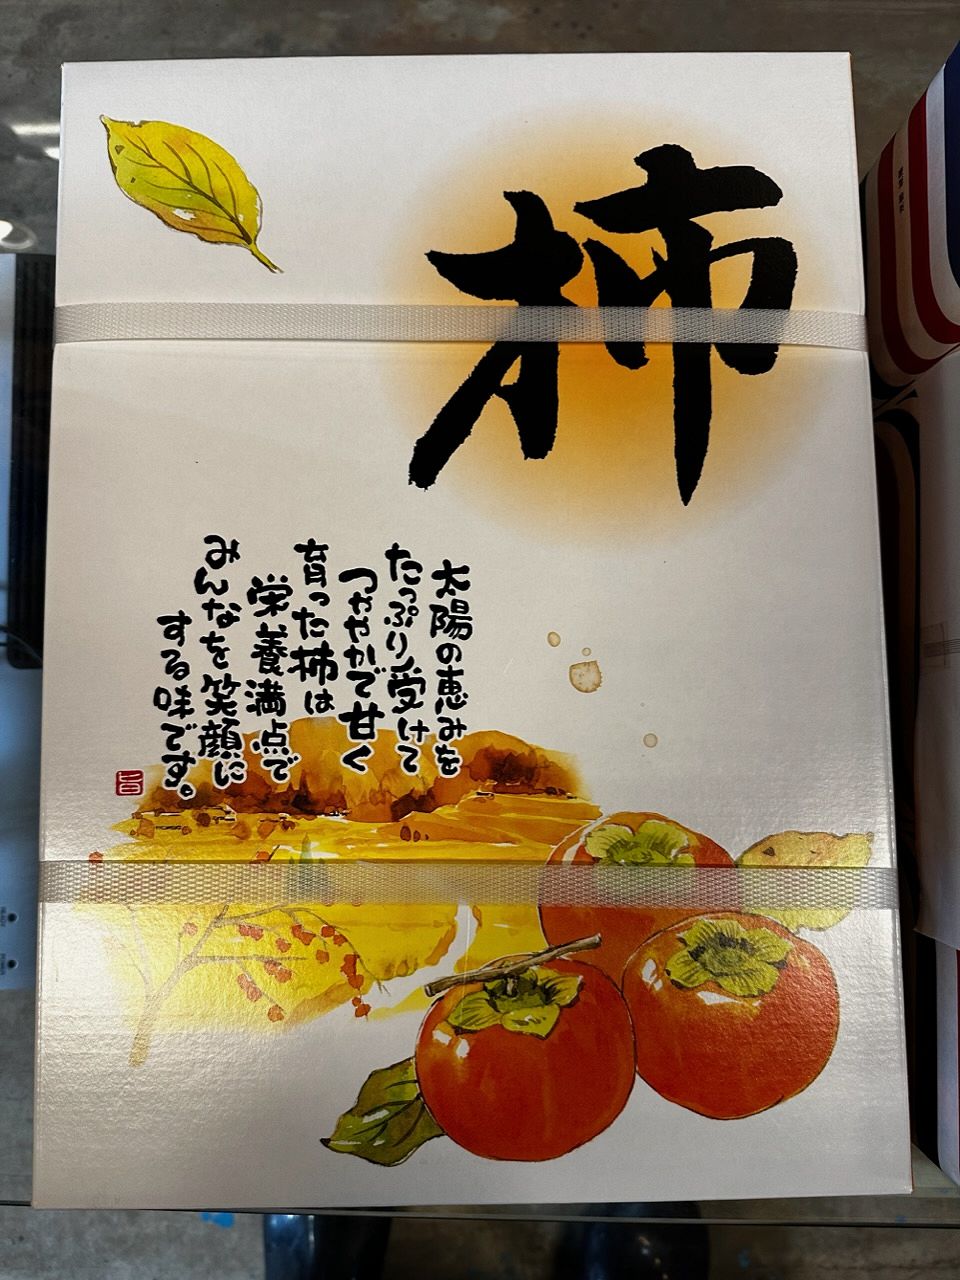 柿
太陽の恵みを
たっぷり受けて
つややかで甘く
育った柿は
栄養満点で
みんなを笑顔に
する味です。